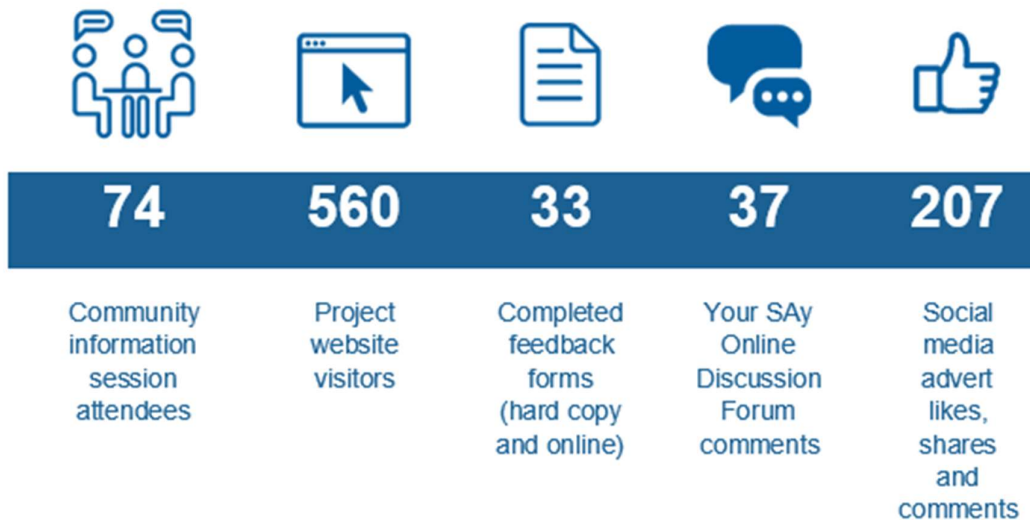 74
560
33
37
207
Community
information
session
attendees
Project
website
visitors
Completed
feedback
forms
(hard copy
and online)
Your SAy
Online
Discussion
Forum
comments
Social
media
advert
likes,
shares
and
comments